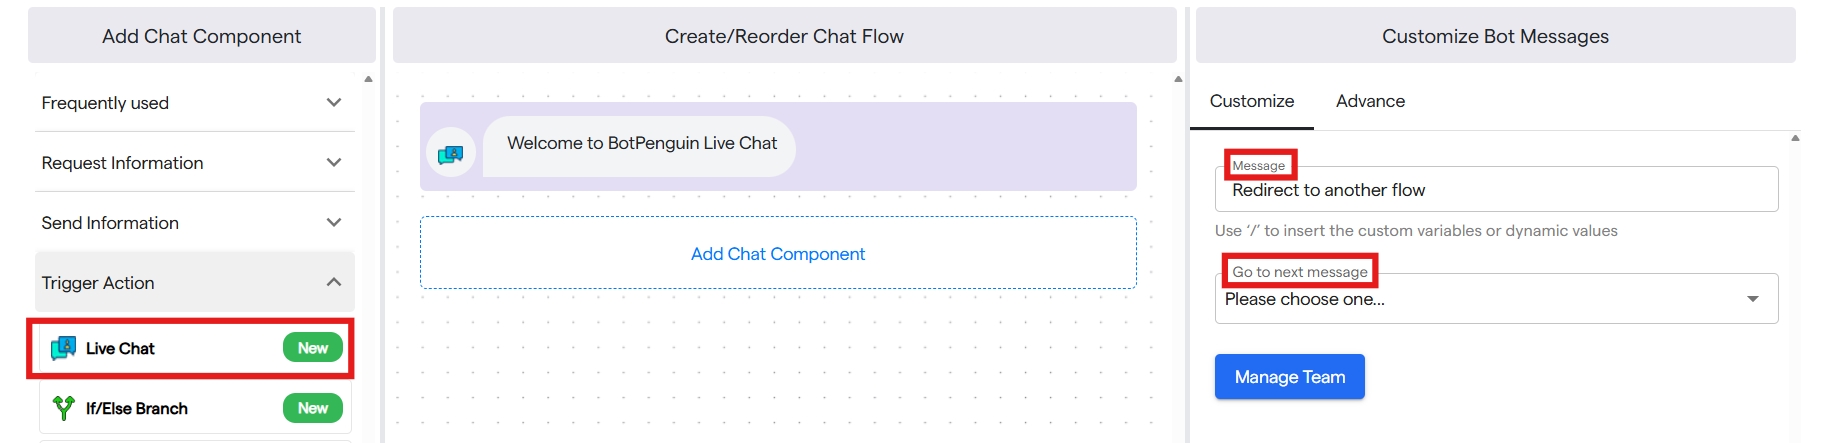 Add Chat Component
Frequently used
Request Information
Send Information
Trigger Action
Live Chat New
If/Else Branch New
Create/Reorder Chat Flow
Welcome to BotPenguin Live Chat
Add Chat Component
Customize Bot Messages
Customize Advance
Message
Redirect to another flow
Use ‘/’ to insert the custom variables or dynamic values
Go to next message
Please choose one...
Manage Team